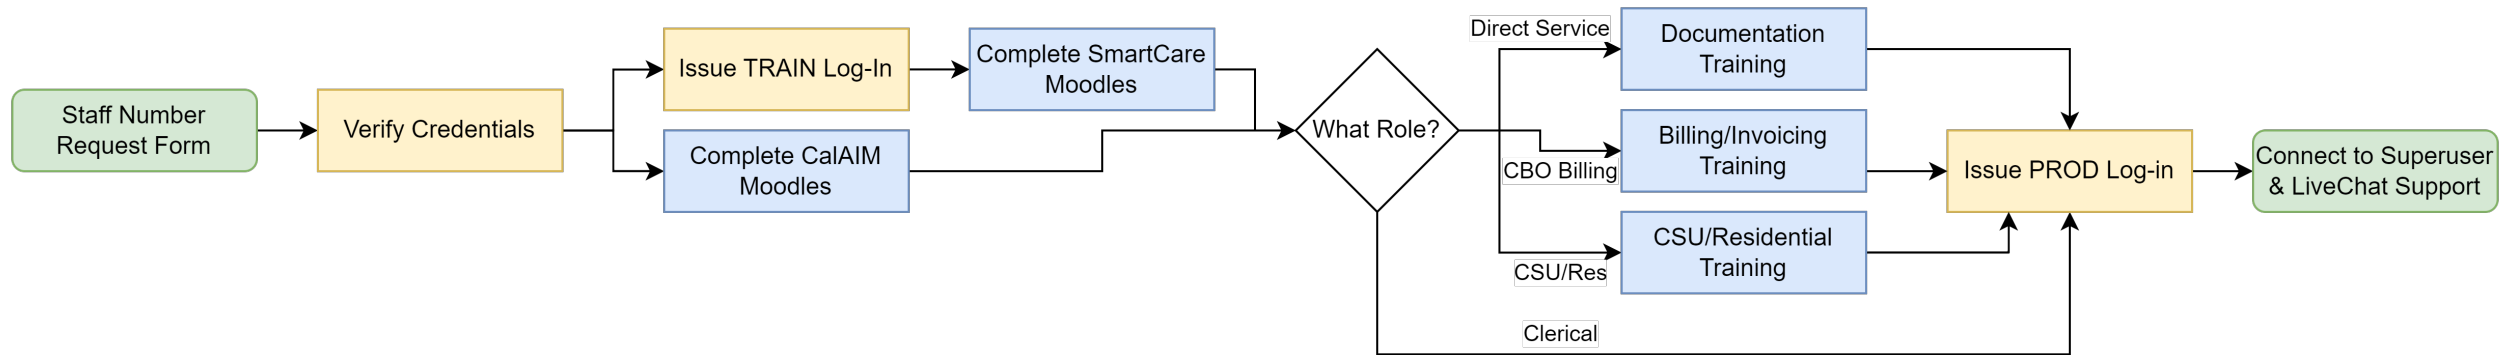 Staff Number
Request Form
Verify Credentials
Issue TRAIN Log-In
Complete SmartCare
Moodles
Complete CalAIM
Moodles
What Role?
Direct Service
Documentation
Training
CBO Billing
Billing/Invoicing
Training
CSU/Res
CSU/Residential
Training
Clerical
Issue PROD Log-in
Connect to Superuser
& LiveChat Support